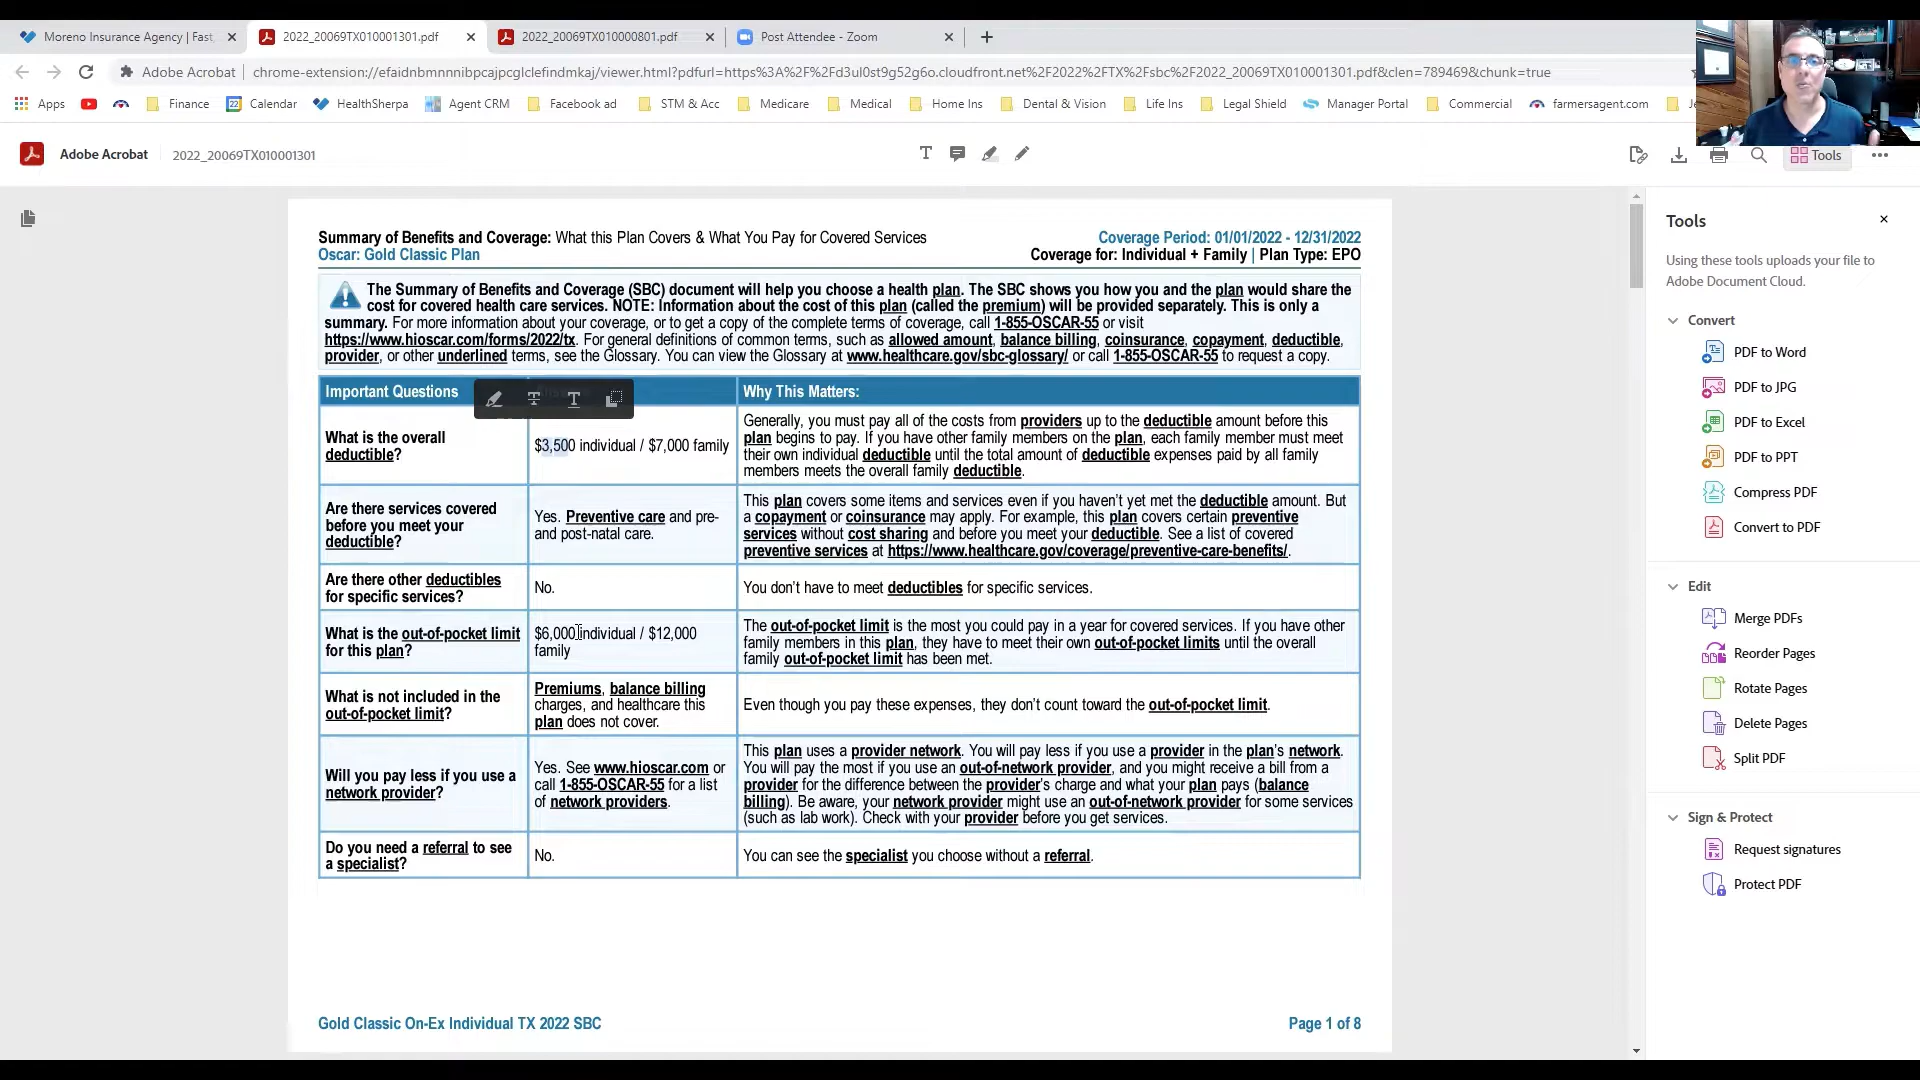 Moreno Insurance Agency | Fast,
2022_20069TX010001301.pdf
2022_20069TX010000801.pdf
Post Attendee - Zoom
Adobe Acrobat
chrome-extension://efaidnbmnnnibpcajpcglclefindmkaj/viewer.html?pdfurl=https%3A%2F%2Fd3ul0st9g52g6o.cloudfront.net%2F2022%2FTX%2Fsbc%2F2022_20069TX010001301.pdf&clen=789469&chunk=true
Apps
Finance
22
Calendar
HealthSherpa
Agent CRM
Facebook ad
STM & Acc
Medicare
Medical
Home Ins
Dental & Vision
Life Ins
Legal Shield
Manager Portal
Commercial
farmersagent.com
Adobe Acrobat
2022_20069TX010001301
Tools
Summary of Benefits and Coverage: What this Plan Covers & What You Pay for Covered Services
Coverage Period: 01/01/2022 - 12/31/2022
Oscar: Gold Classic Plan
Coverage for: Individual + Family | Plan Type: EPO
The Summary of Benefits and Coverage (SBC) document will help you choose a health plan. The SBC shows you how you and the plan would share the
cost for covered health care services. NOTE: Information about the cost of this plan (called the premium) will be provided separately. This is only a
summary. For more information about your coverage, or to get a copy of the complete terms of coverage, call 1-855-OSCAR-55 or visit
https://www.hioscar.com/forms/2022/tx. For general definitions of common terms, such as allowed amount, balance billing, coinsurance, copayment, deductible,
provider, or other underlined terms, see the Glossary. You can view the Glossary at www.healthcare.gov/sbc-glossary/ or call 1-855-OSCAR-55 to request a copy.
Important Questions
Why This Matters:
What is the overall
deductible?
$3,500 individual / $7,000 family
Generally, you must pay all of the costs from providers up to the deductible amount before this
plan begins to pay. If you have other family members on the plan, each family member must meet
their own individual deductible until the total amount of deductible expenses paid by all family
members meets the overall family deductible.
Are there services covered
before you meet your
deductible?
Yes. Preventive care and pre-
and post-natal care.
This plan covers some items and services even if you haven't yet met the deductible amount. But
a copayment or coinsurance may apply. For example, this plan covers certain preventive
services without cost sharing and before you meet your deductible. See a list of covered
preventive services at https://www.healthcare.gov/coverage/preventive-care-benefits/.
Are there other deductibles
for specific services?
No.
You don't have to meet deductibles for specific services.
What is the out-of-pocket limit
for this plan?
$6,000 individual / $12,000
family
The out-of-pocket limit is the most you could pay in a year for covered services. If you have other
family members in this plan, they have to meet their own out-of-pocket limits until the overall
family out-of-pocket limit has been met.
What is not included in the
out-of-pocket limit?
Premiums, balance billing
charges, and healthcare this
plan does not cover.
Even though you pay these expenses, they don't count toward the out-of-pocket limit.
Will you pay less if you use a
network provider?
Yes. See www.hioscar.com or
call 1-855-OSCAR-55 for a list
of network providers.
This plan uses a provider network. You will pay less if you use a provider in the plan's network.
You will pay the most if you use an out-of-network provider, and you might receive a bill from a
provider for the difference between the provider's charge and what your plan pays (balance
billing). Be aware, your network provider might use an out-of-network provider for some services
(such as lab work). Check with your provider before you get services.
Do you need a referral to see
a specialist?
No.
You can see the specialist you choose without a referral.
Gold Classic On-Ex Individual TX 2022 SBC
Page 1 of 8
Tools
Using these tools uploads your file to
Adobe Document Cloud.
Convert
PDF to Word
PDF to JPG
PDF to Excel
PDF to PPT
Compress PDF
Convert to PDF
Edit
Merge PDFs
Reorder Pages
Rotate Pages
Delete Pages
Split PDF
Sign & Protect
Request signatures
Protect PDF